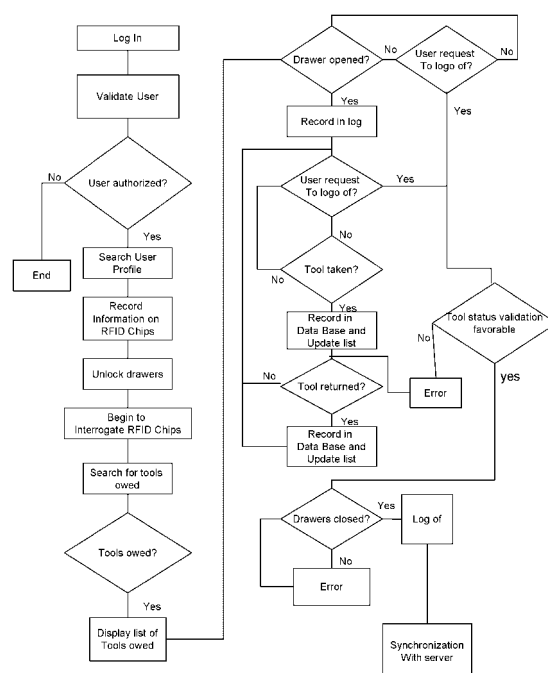 Log In
Validate User
User authorized?
No
Yes
End
Search User
Profile
Record
Information on
RFID Chips
Unlock drawers
Begin to
Interrogate RFID Chips
Search for tools
owed
Tools owed?
Yes
Display list of
Tools owed
Drawer opened?
No
User request
To logo of?
No
Yes
Yes
Record in log
User request
To logo of?
Yes
No
Tool taken?
No
Yes
Record in
Data Base and
Update list
No
Tool returned?
Yes
Record in
Data Base and
Update list
Tool status validation
favorable
No
Error
yes
Drawers closed?
Yes
Log of
No
Error
Synchronization
With server